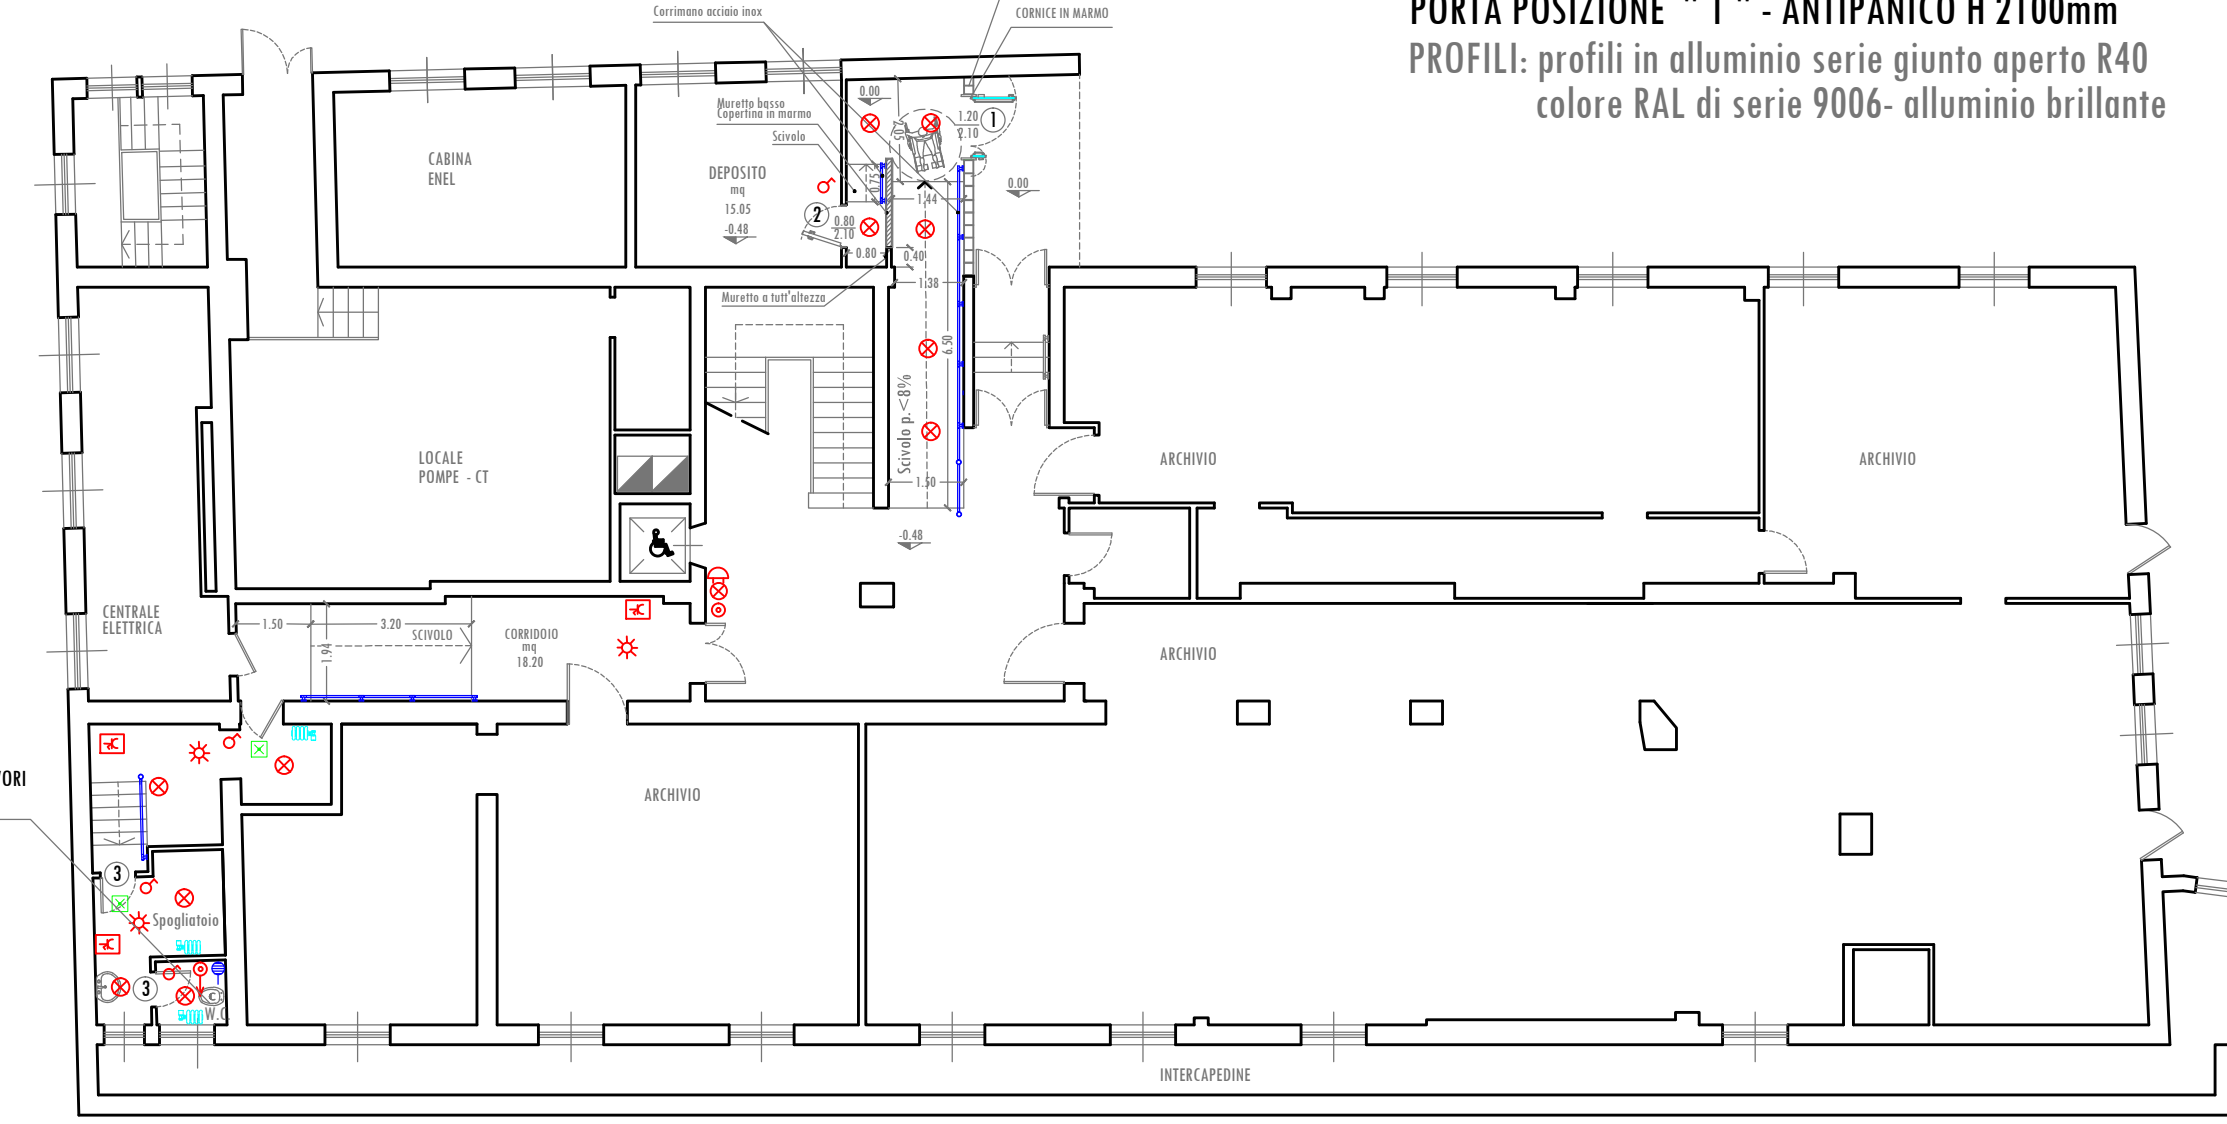 Corrimano acciaio inox
CORNICE IN MARMO
PORTA POSIZIONE " 1 " - ANTIPANICO H 2100mm
PROFILI: profili in alluminio serie giunto aperto R40
colore RAL di serie 9006- alluminio brillante
Muretto basso
Copertina in marmo
Scivolo
0.00
2.05
1.20
2.10
1
CABINA
ENEL
DEPOSITO
mq
15.05
-0.48
0.75
1.44
0.00
2
0.80
2.10
0.80
0.40
1.38
Muretto a tutt'altezza
6.50
Scivolo p.<8%
1.50
-0.48
LOCALE
POMPE - CT
ARCHIVIO
ARCHIVIO
CENTRALE
ELETTRICA
1.50
3.20
SCIVOLO
1.94
CORRIDOIO
mq
18.20
ARCHIVIO
ARCHIVIO
VORI
3
Spogliatoio
3
W.C.
INTERCAPEDINE